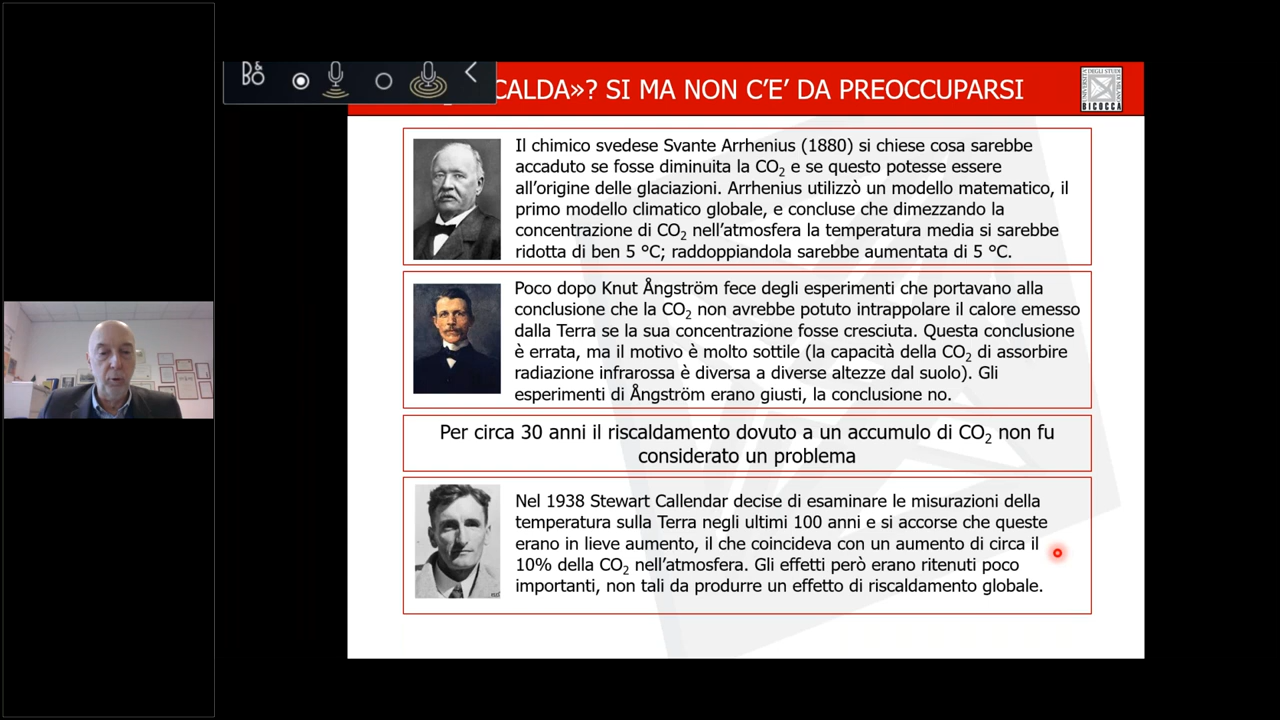 B&
BO
CALDA»? SI MA NON C'E' DA PREOCCUPARSI
UNIVERSITÀ
DEGLI STUDI
DI MILANO
BICOCCA
Il chimico svedese Svante Arrhenius (1880) si chiese cosa sarebbe
accaduto se fosse diminuita la CO₂ e se questo potesse essere
all'origine delle glaciazioni. Arrhenius utilizzò un modello matematico, il
primo modello climatico globale, e concluse che dimezzando la
concentrazione di CO₂ nell'atmosfera la temperatura media si sarebbe
ridotta di ben 5 °C; raddoppiandola sarebbe aumentata di 5 °C.
Poco dopo Knut Ångström fece degli esperimenti che portavano alla
conclusione che la CO₂ non avrebbe potuto intrappolare il calore emesso
dalla Terra se la sua concentrazione fosse cresciuta. Questa conclusione
è errata, ma il motivo è molto sottile (la capacità della CO₂ di assorbire
radiazione infrarossa è diversa a diverse altezze dal suolo). Gli
esperimenti di Ångström erano giusti, la conclusione no.
Per circa 30 anni il riscaldamento dovuto a un accumulo di CO₂ non fu
considerato un problema
Nel 1938 Stewart Callendar decise di esaminare le misurazioni della
temperatura sulla Terra negli ultimi 100 anni e si accorse che queste
erano in lieve aumento, il che coincideva con un aumento di circa il
10% della CO₂ nell'atmosfera. Gli effetti però erano ritenuti poco
importanti, non tali da produrre un effetto di riscaldamento globale.